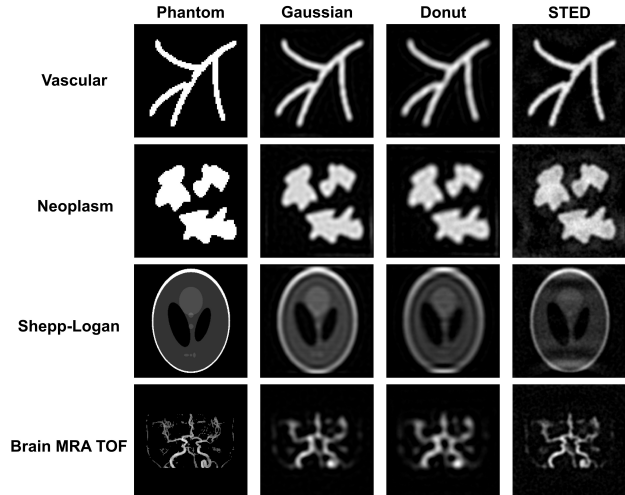 Phantom Gaussian Donut STED
Vascular
Neoplasm
Shepp-Logan
Brain MRA TOF